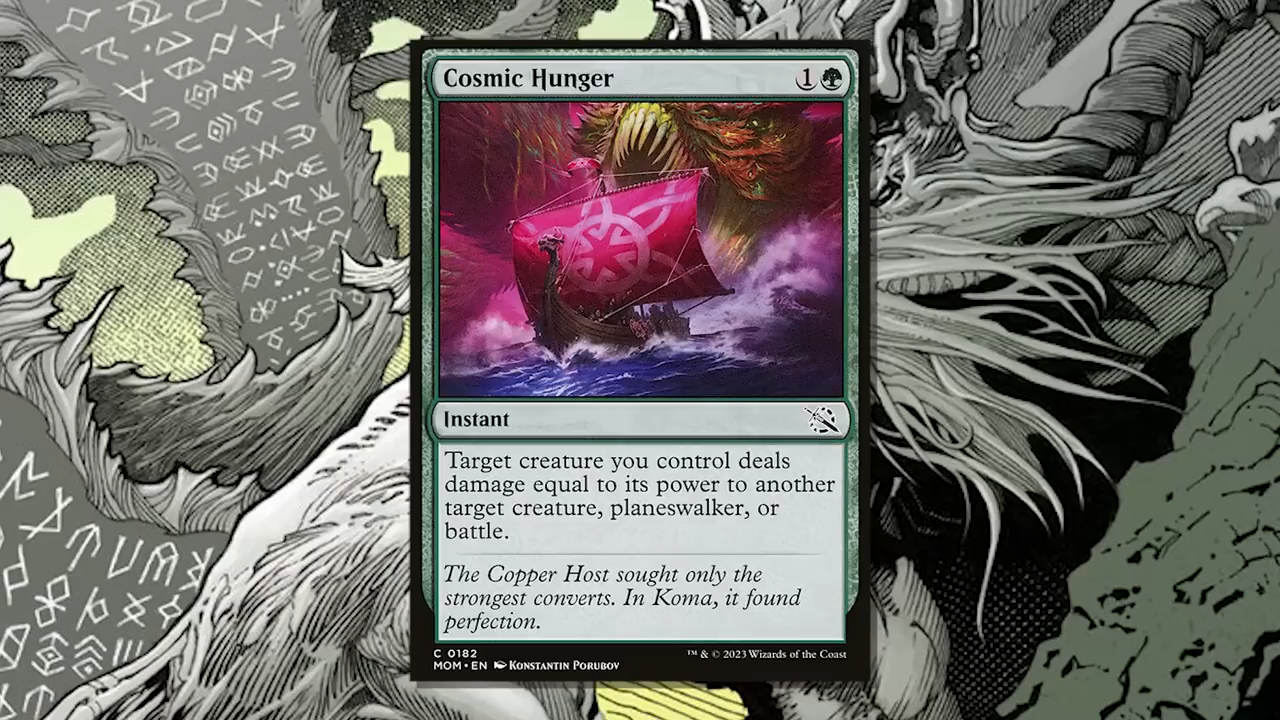 Cosmic Hunger 1
Instant
Target creature you control deals
damage equal to its power to another
target creature, planeswalker, or
battle.
The Copper Host sought only the
strongest converts. In Koma, it found
perfection.
C 0182
MOM • EN Konstantin Porubov
™ & © 2023 Wizards of the Coast